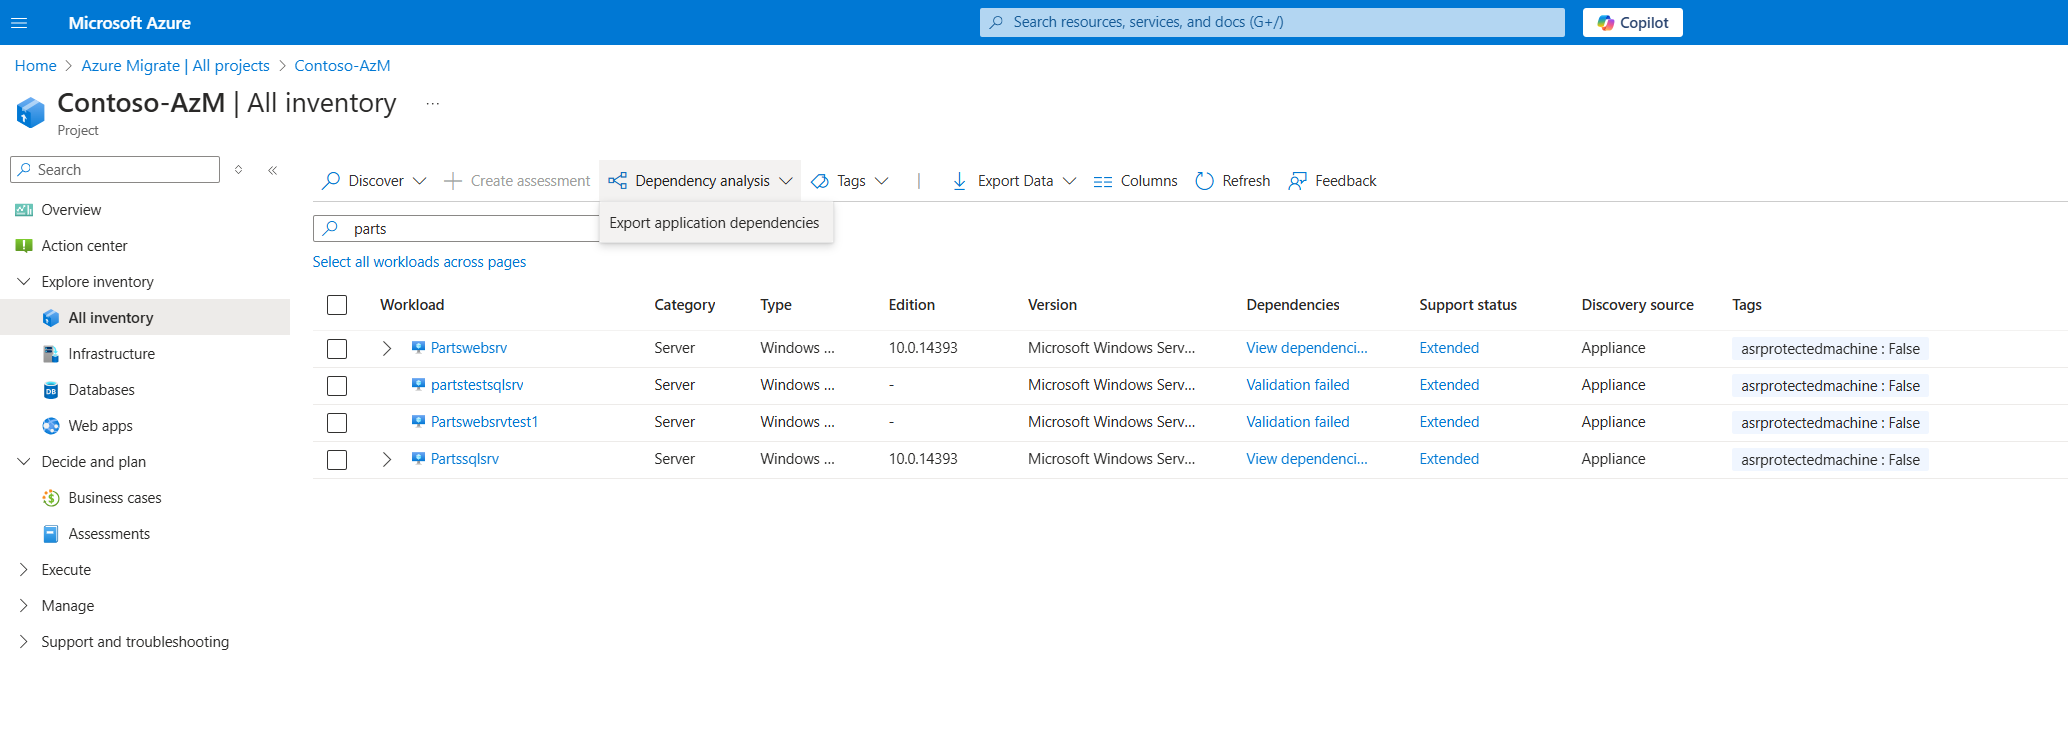 Microsoft Azure
Search resources, services, and docs (G+/)
Copilot
Home > Azure Migrate | All projects > Contoso-AzM
Contoso-AzM | All inventory ...
Project
Search
Overview
Action center
Explore inventory
All inventory
Infrastructure
Databases
Web apps
Decide and plan
Business cases
Assessments
Execute
Manage
Support and troubleshooting
Discover Create assessment Dependency analysis Tags | Export Data Columns Refresh Feedback
Export application dependencies
parts
Select all workloads across pages
Workload Category Type Edition Version Dependencies Support status Discovery source Tags
Partswebsrv Server Windows ... 10.0.14393 Microsoft Windows Serv... View dependenci... Extended Appliance asrprotectedmachine : False
partstestsqlsrv Server Windows ... - Microsoft Windows Serv... Validation failed Extended Appliance asrprotectedmachine : False
Partswebsrvtest1 Server Windows ... - Microsoft Windows Serv... Validation failed Extended Appliance asrprotectedmachine : False
Partssqlsrv Server Windows ... 10.0.14393 Microsoft Windows Serv... View dependenci... Extended Appliance asrprotectedmachine : False